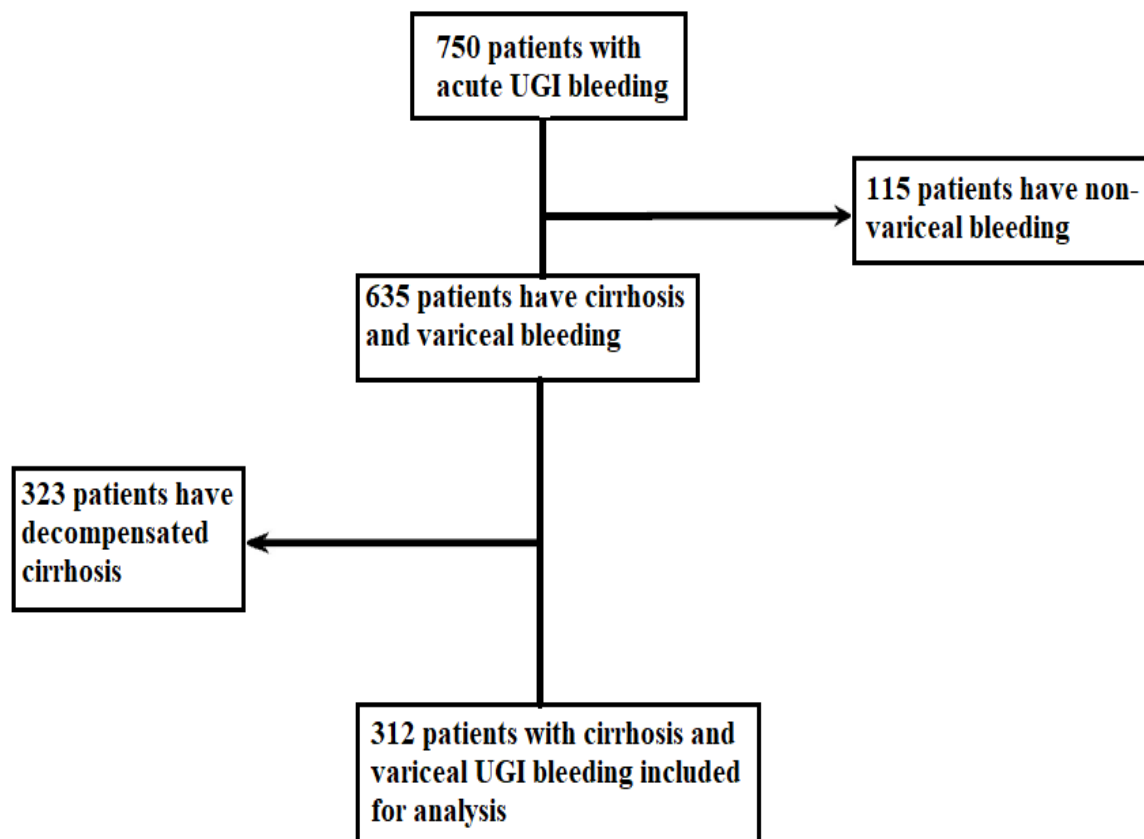 750 patients with
acute UGI bleeding
115 patients have non-
variceal bleeding
635 patients have cirrhosis
and variceal bleeding
323 patients have
decompensated
cirrhosis
312 patients with cirrhosis and
variceal UGI bleeding included
for analysis